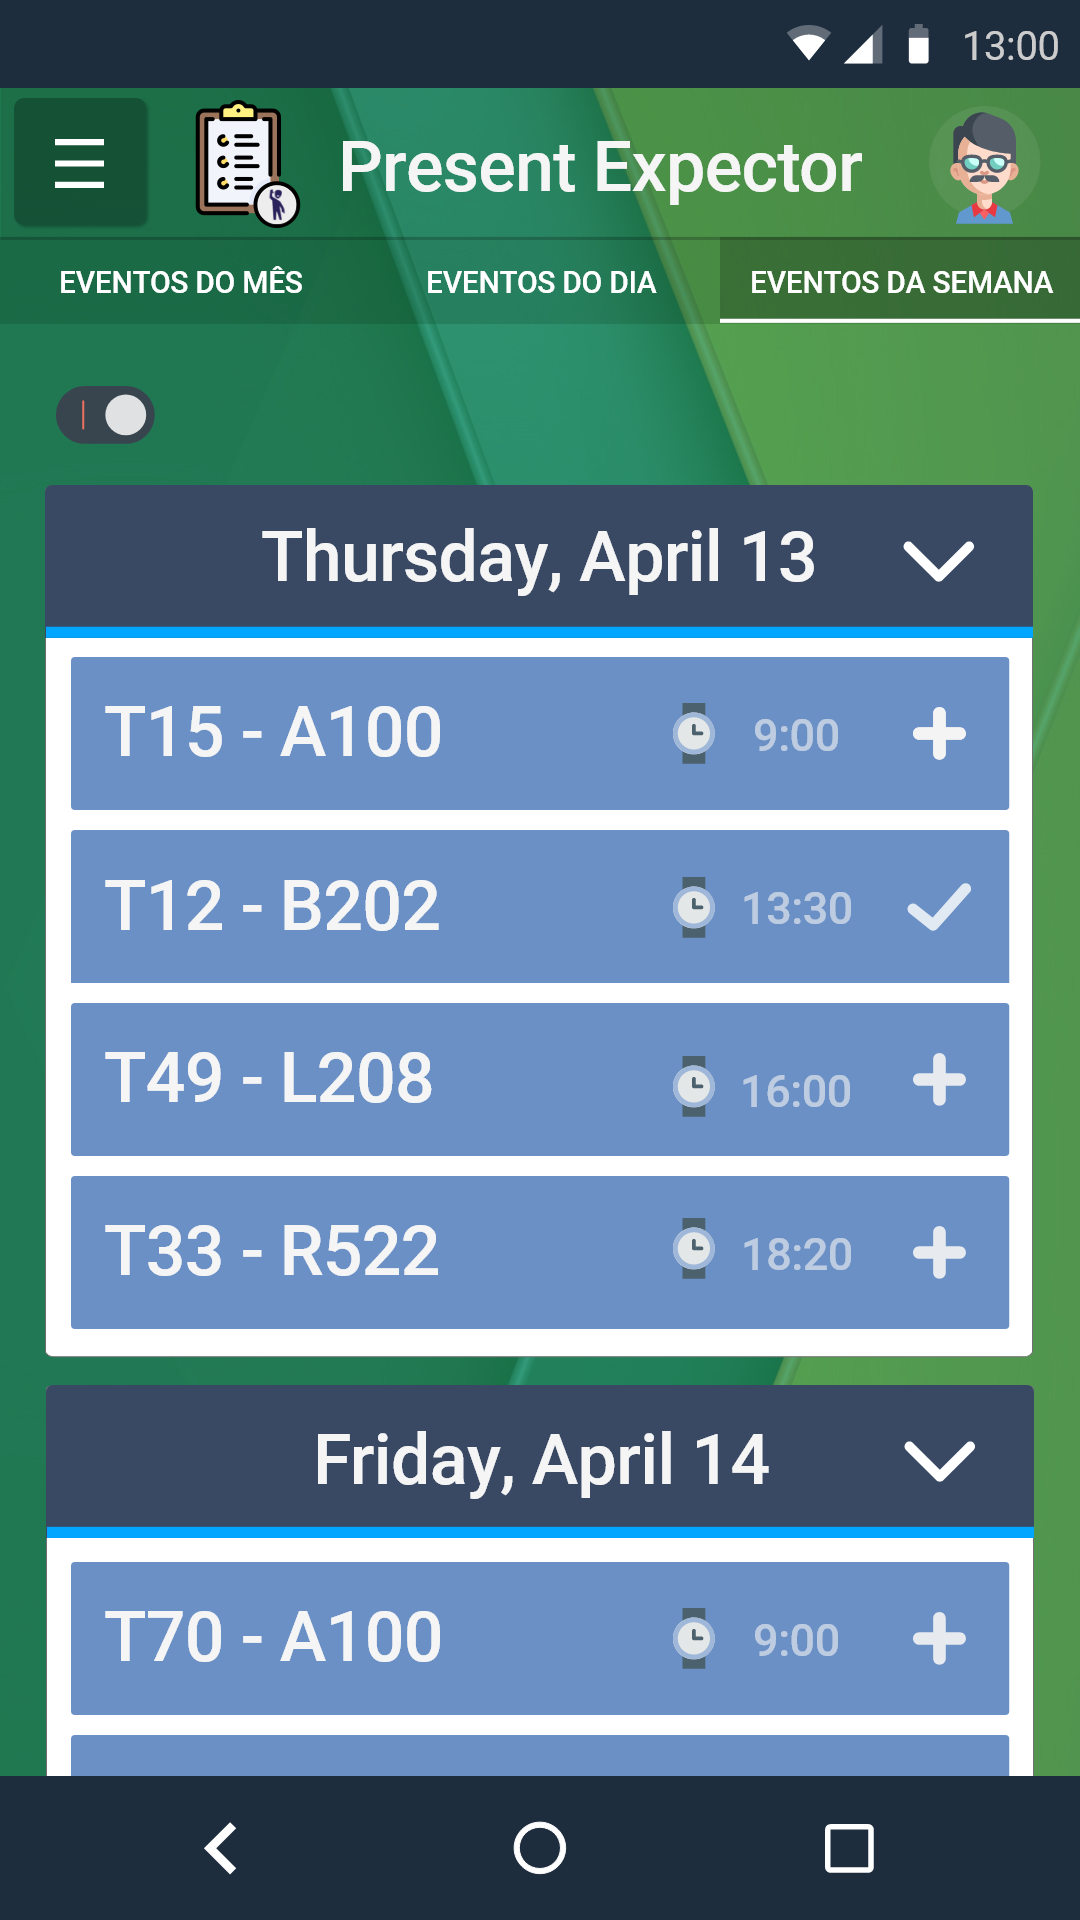 13:00
Present Expector
EVENTOS DO MÊS EVENTOS DO DIA EVENTOS DA SEMANA
Thursday, April 13
T15 - A100 9:00
T12 - B202 13:30
T49 - L208 16:00
T33 - R522 18:20
Friday, April 14
T70 - A100 9:00